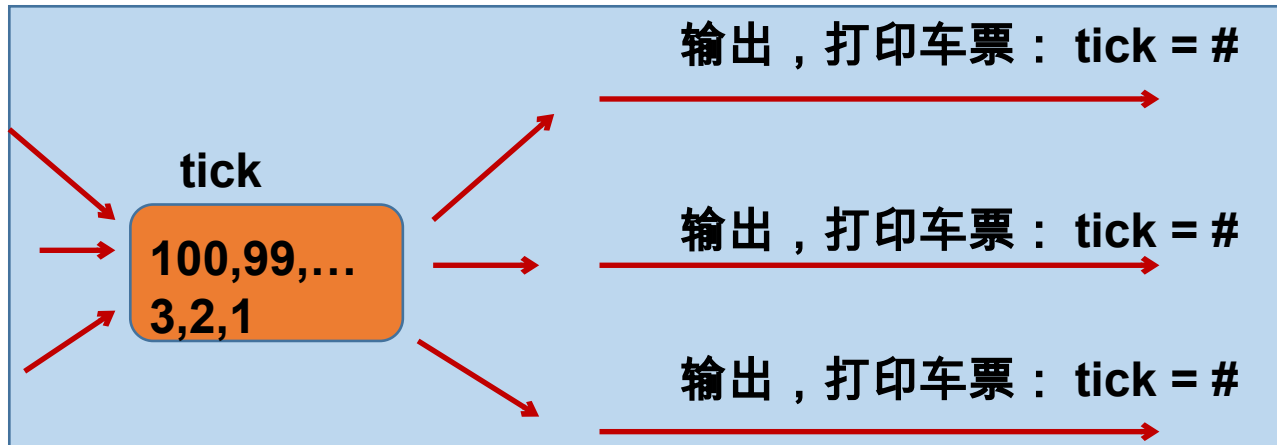 输出，打印车票： tick = #
tick
100,99,…
3,2,1
输出，打印车票： tick = #
输出，打印车票： tick = #